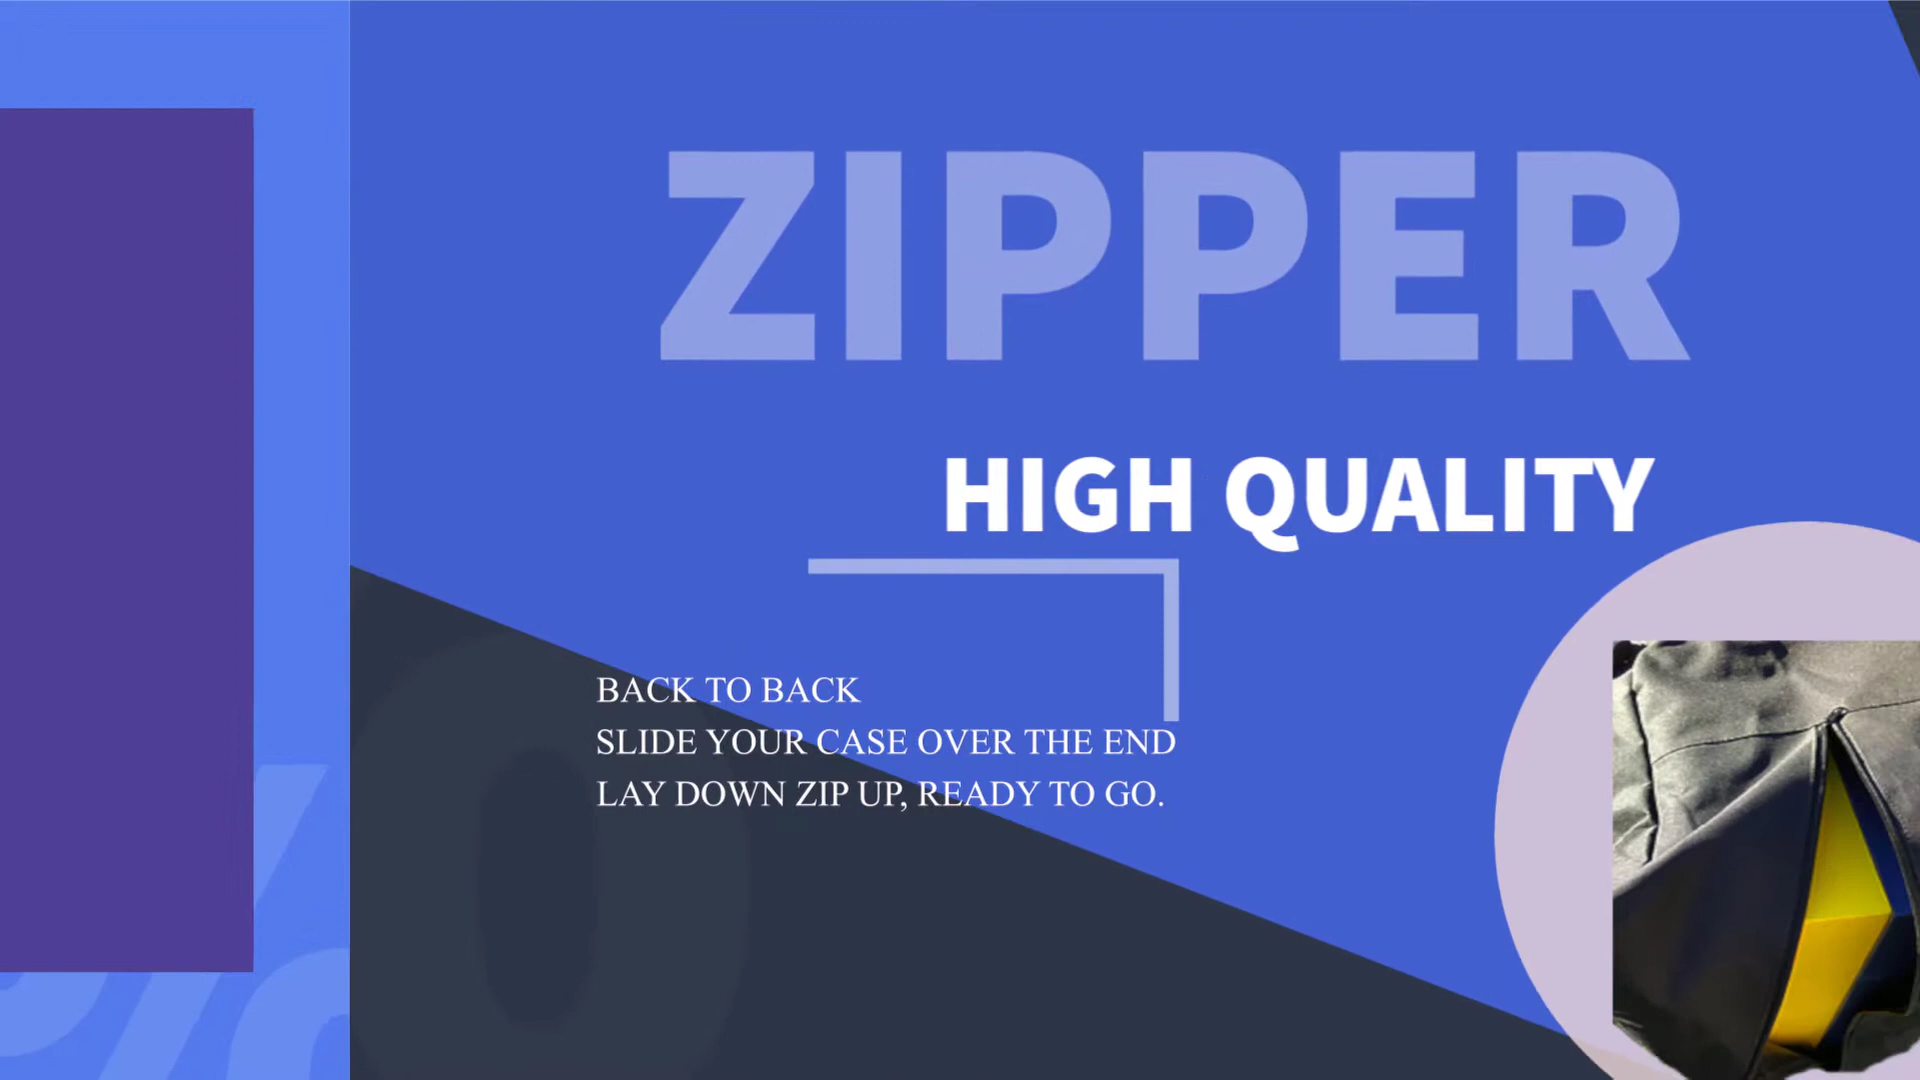 ZIPPER
HIGH QUALITY
BACK TO BACK
SLIDE YOUR CASE OVER THE END
LAY DOWN ZIP UP, READY TO GO.